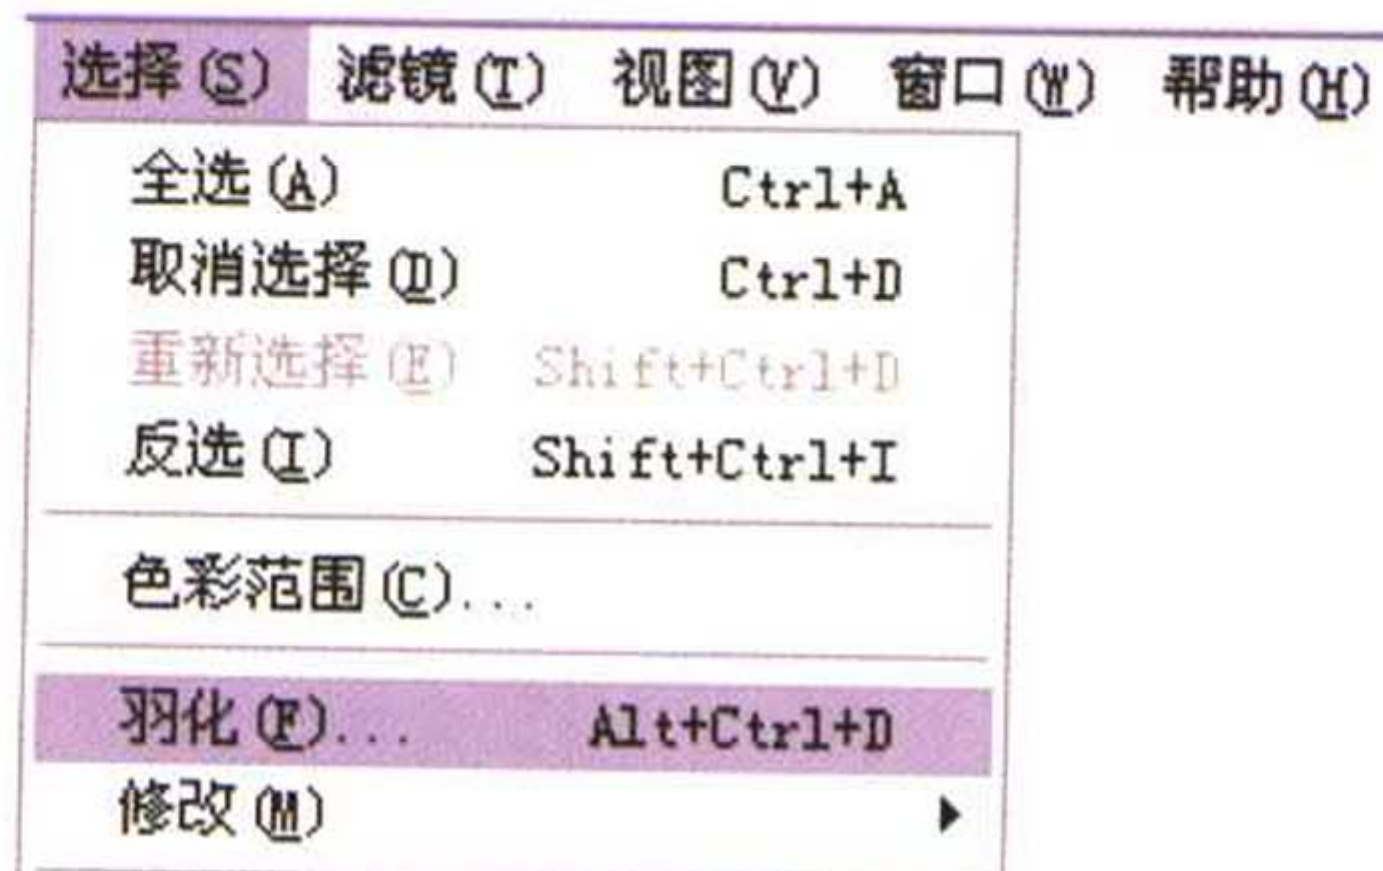 选择(S) 滤镜(T) 视图(V) 窗口(W) 帮助(H)
全选(A) Ctrl+A
取消选择(D) Ctrl+D
重新选择(E) Shift+Ctrl+D
反选(I) Shift+Ctrl+I
色彩范围(C)...
羽化(F)... Alt+Ctrl+D
修改(M)